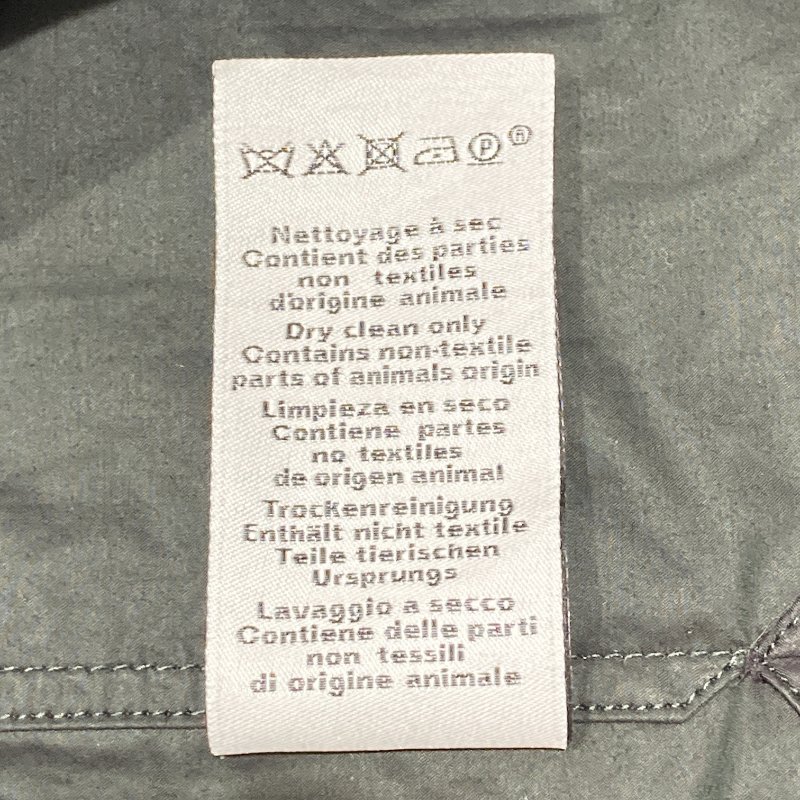 P
®
Nettoyage à sec
Contient des parties
non textiles
d'origine animale
Dry clean only
Contains non-textile
parts of animals origin
Limpieza en seco
Contiene partes
no textiles
de origen animal
Trockenreinigung
Enthält nicht textile
Teile tierischen
Ursprungs
Lavaggio a secco
Contiene delle parti
non tessili
di origine animale